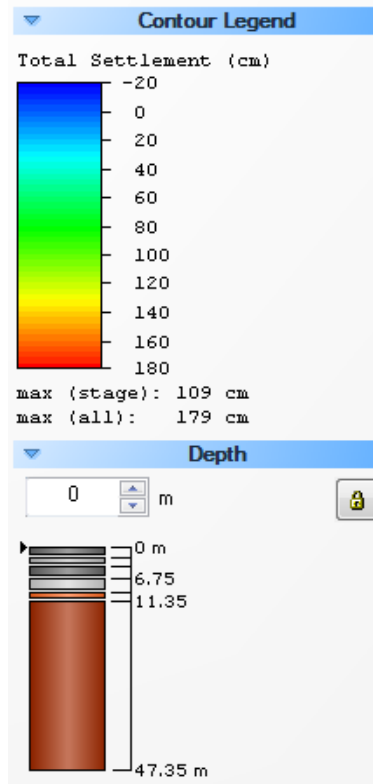 Contour Legend
Total Settlement (cm)
-20
0
20
40
60
80
100
120
140
160
180
max (stage): 109 cm
max (all): 179 cm
Depth
0 m
0 m
6.75
11.35
47.35 m